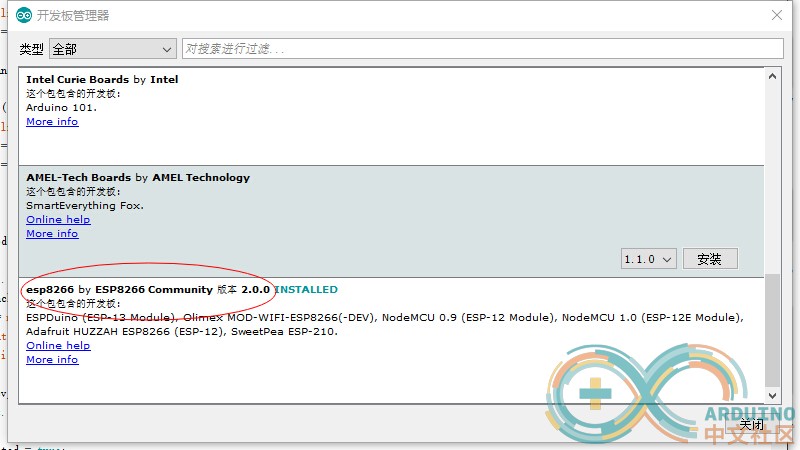 开发板管理器
类型 全部 对搜索进行过滤...
Intel Curie Boards by Intel
这个包包含的开发板:
Arduino 101.
More info
AMEL-Tech Boards by AMEL Technology
这个包包含的开发板:
SmartEverything Fox.
Online help
More info
1.1.0 安装
esp8266 by ESP8266 Community 版本 2.0.0 INSTALLED
这个包包含的开发板:
ESPDuino (ESP-13 Module), Olimex MOD-WIFI-ESP8266(-DEV), NodeMCU 0.9 (ESP-12 Module), NodeMCU 1.0 (ESP-12E Module),
Adafruit HUZZAH ESP8266 (ESP-12), SweetPea ESP-210.
Online help
More info
ARDUINO
中文社区
关闭